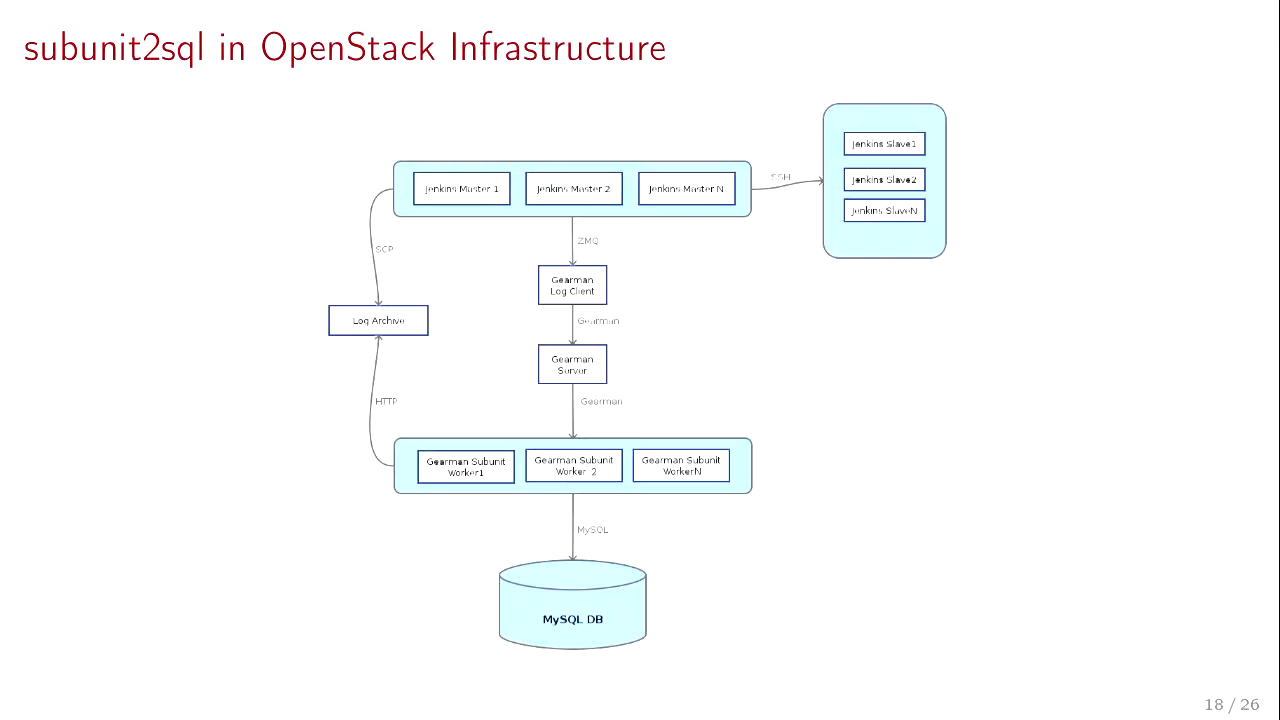 subunit2sql in OpenStack Infrastructure
Jenkins Slave1
Jenkins Slave2
Jenkins SlaveN
SSH
Jenkins Master 1
Jenkins Master 2
Jenkins Master N
SCP
ZMQ
Gearman
Log Client
Gearman
Log Archive
Gearman
Server
HTTP
Gearman
Gearman Subunit
Worker1
Gearman Subunit
Worker 2
Gearman Subunit
WorkerN
MySQL
MySQL DB
18 / 26